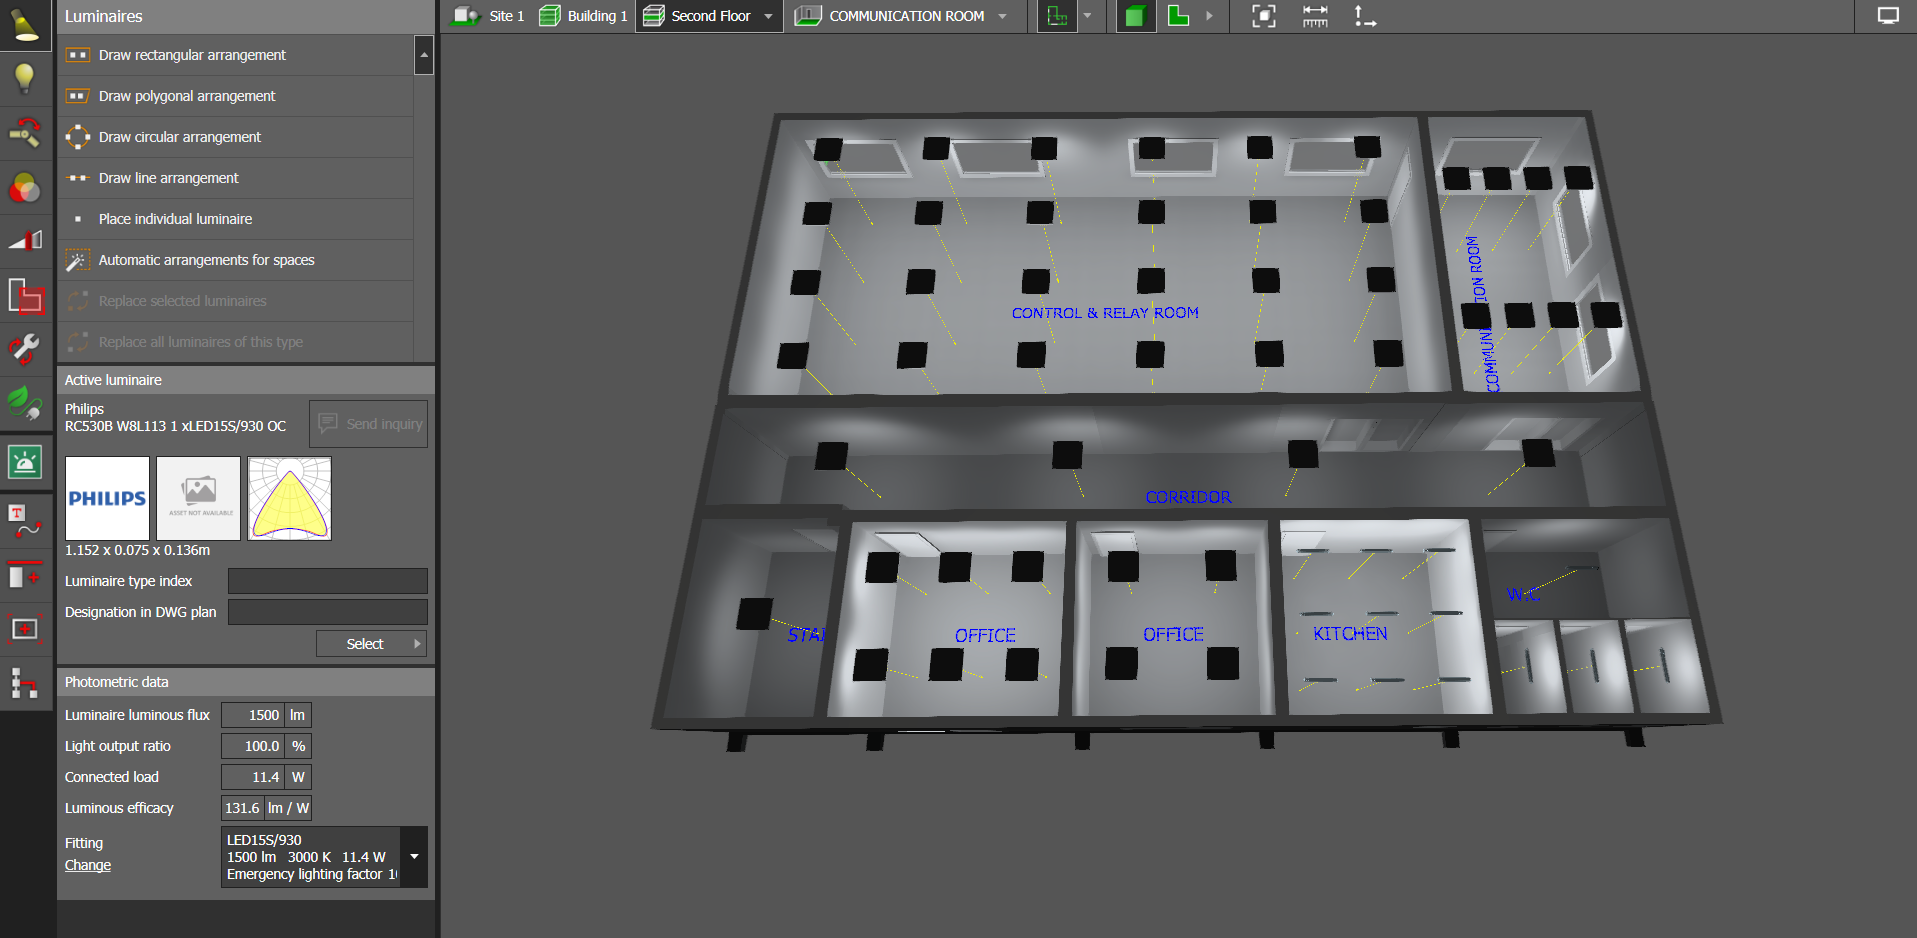 Luminaires
Site 1
Building 1
Second Floor
COMMUNICATION ROOM
Draw rectangular arrangement
Draw polygonal arrangement
Draw circular arrangement
Draw line arrangement
Place individual luminaire
Automatic arrangements for spaces
Replace selected luminaires
Replace all luminaires of this type
Active luminaire
Philips
RC530B W8L113 1 xLED15S/930 OC
Send inquiry
PHILIPS
ASSET NOT AVAILABLE
1.152 x 0.075 x 0.136m
Luminaire type index
Designation in DWG plan
Select
Photometric data
Luminaire luminous flux 1500 lm
Light output ratio 100.0 %
Connected load 11.4 W
Luminous efficacy 131.6 lm / W
Fitting
Change
LED15S/930
1500 lm 3000 K 11.4 W
Emergency lighting factor 1
T
CONTROL & RELAY ROOM
CORRIDOR
STAI
OFFICE
OFFICE
KITCHEN
W.C